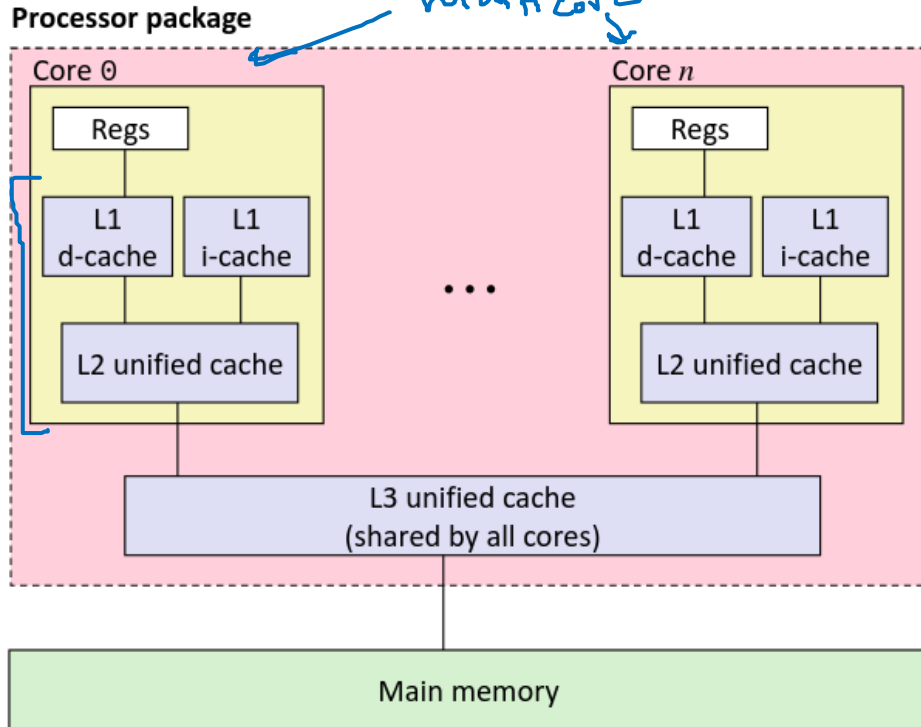 Processor package
Core 0
Core n
Regs
Regs
L1
d-cache
L1
i-cache
L1
d-cache
L1
i-cache
...
L2 unified cache
L2 unified cache
L3 unified cache
(shared by all cores)
Main memory